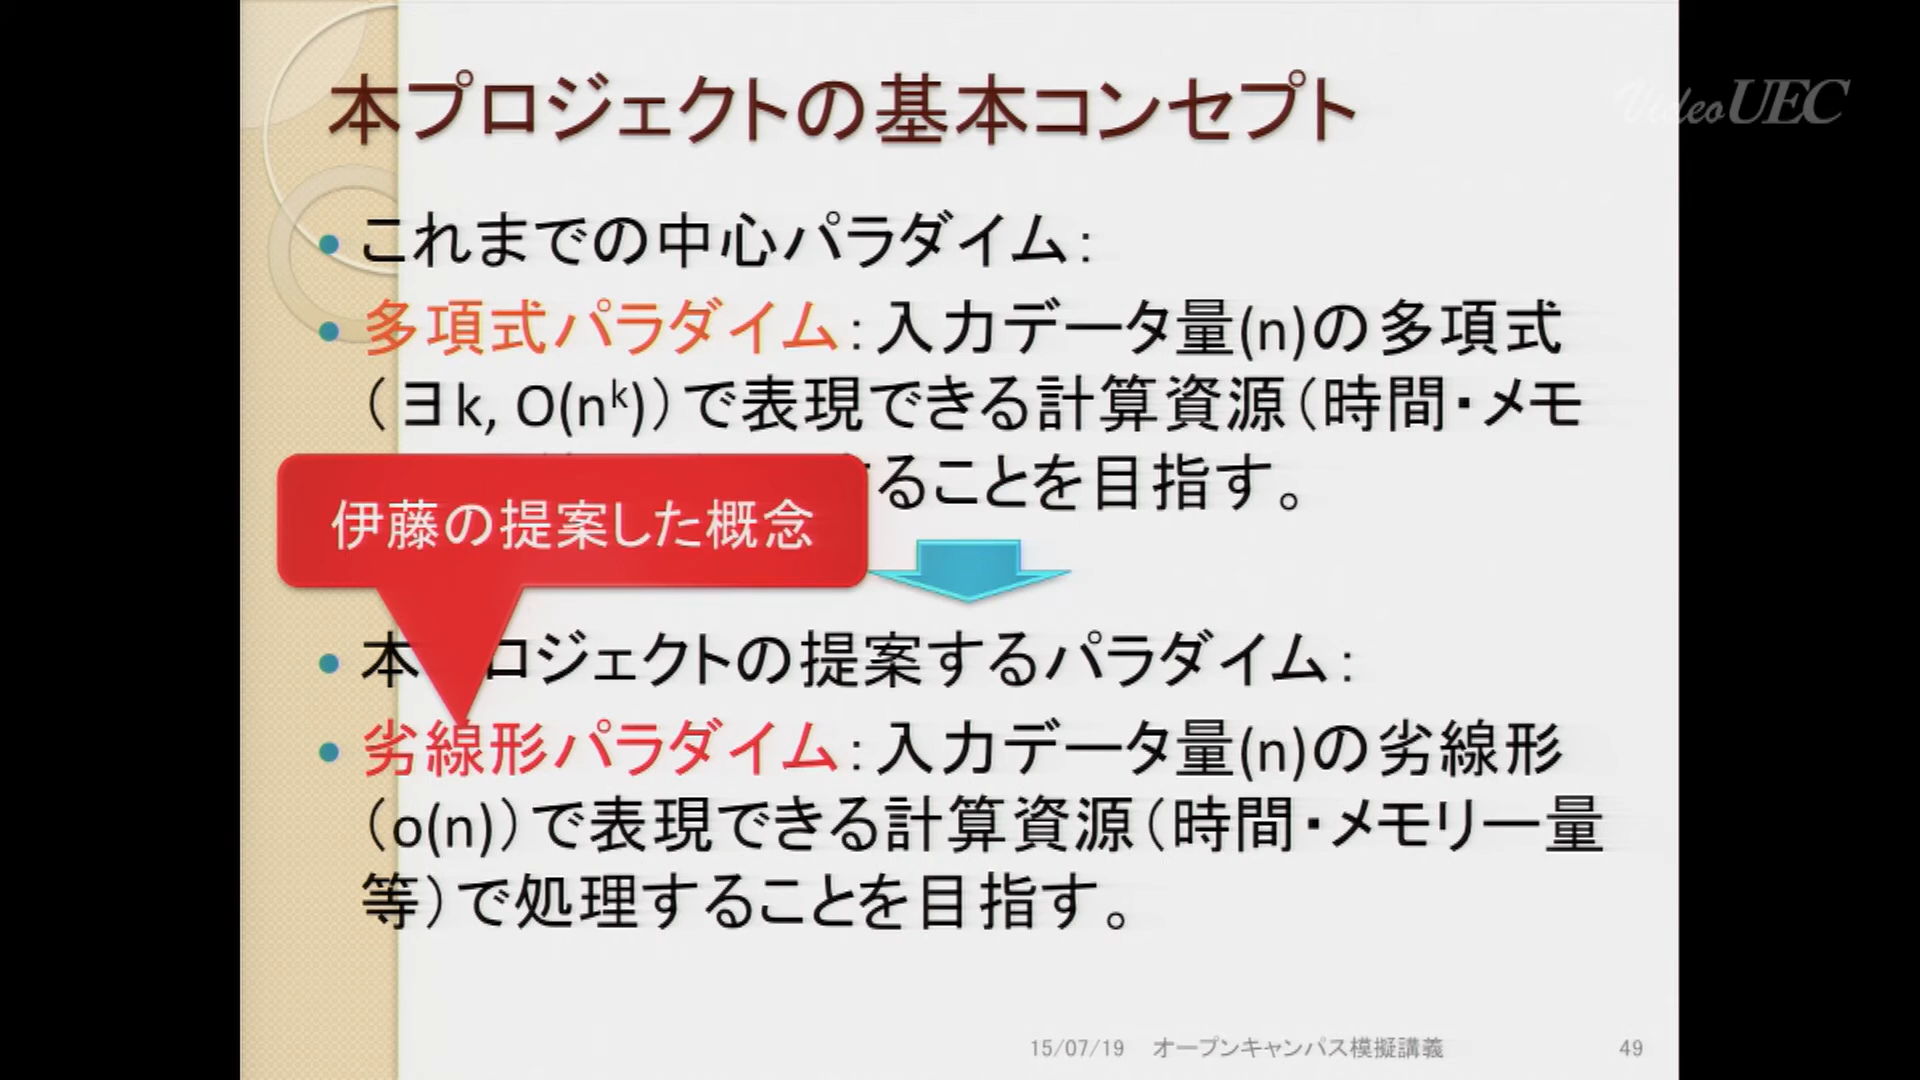 本プロジェクトの基本コンセプト
VideoUEC
これまでの中心パラダイム：
多項式パラダイム：入力データ量(n)の多項式
（∃k, O(nᵏ)）で表現できる計算資源（時間・メモ
ることを目指す。
伊藤の提案した概念
本 ロジェクトの提案するパラダイム：
劣線形パラダイム：入力データ量(n)の劣線形
（o(n)）で表現できる計算資源（時間・メモリー量
等）で処理することを目指す。
15/07/19 オープンキャンパス模擬講義 49